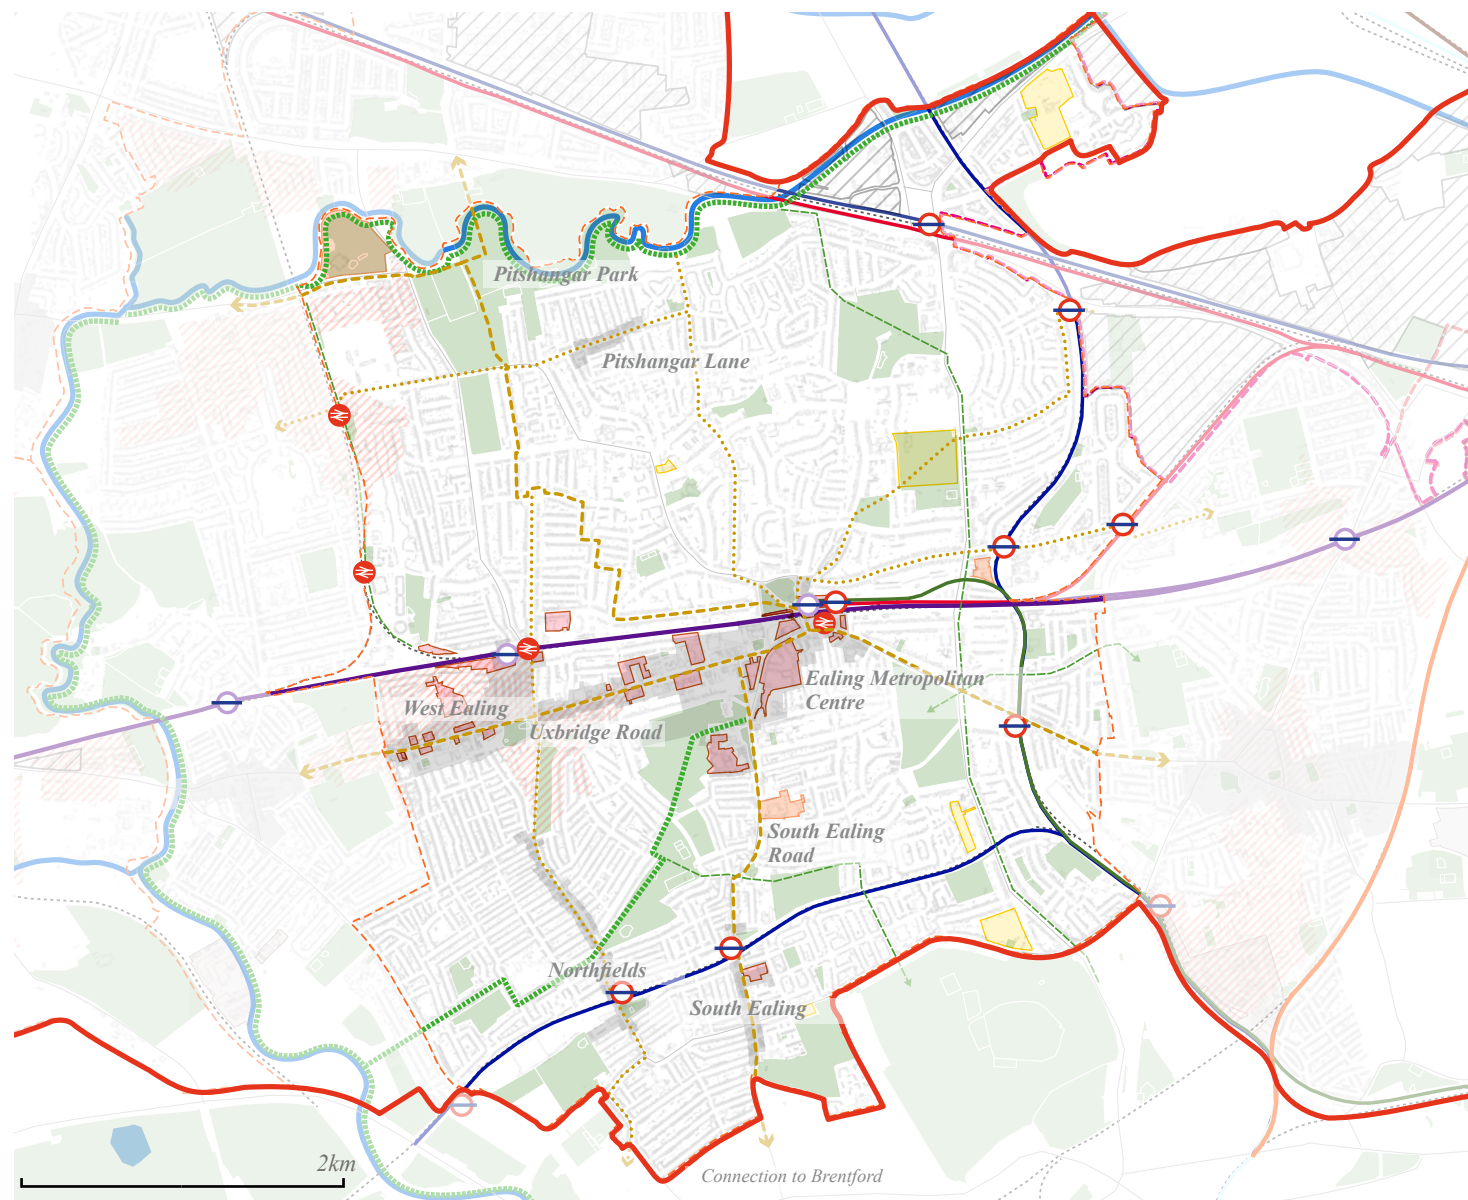 Pitshangar Park
Pitshangar Lane
Ealing Metropolitan
Centre
West Ealing
Uxbridge Road
South Ealing
Road
Northfields
South Ealing
2km
Connection to Brentford